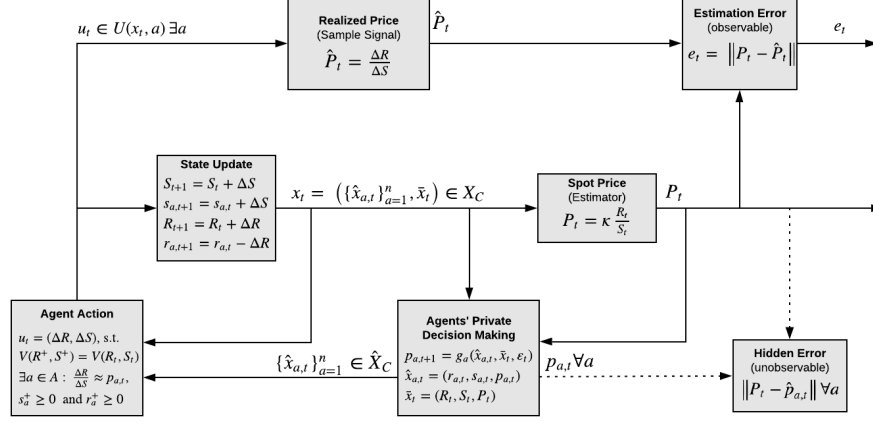 u_t ∈ U(x_t, a) ∃a
Realized Price
(Sample Signal)
P̂_t = ΔR/ΔS
P̂_t
Estimation Error
(observable)
e_t = ‖P_t − P̂_t‖
e_t
State Update
S_{t+1} = S_t + ΔS
s_{a,t+1} = s_{a,t} + ΔS
R_{t+1} = R_t + ΔR
r_{a,t+1} = r_{a,t} − ΔR
x_t = ({x̂_{a,t}}_{a=1}^n, x̄_t) ∈ X_C
Spot Price
(Estimator)
P_t = κ R_t/S_t
P_t
Agent Action
u_t = (ΔR, ΔS), s.t.
V(R^+, S^+) = V(R_t, S_t)
∃a ∈ A : ΔR/ΔS ≈ p_{a,t},
s_a^+ ≥ 0 and r_a^+ ≥ 0
{x̂_{a,t}}_{a=1}^n ∈ X̂_C
Agents' Private
Decision Making
p_{a,t+1} = g_a(x̂_{a,t}, x̄_t, ε_t)
x̂_{a,t} = (r_{a,t}, s_{a,t}, p_{a,t})
x̄_t = (R_t, S_t, P_t)
p_{a,t} ∀a
Hidden Error
(unobservable)
‖P_t − p̂_{a,t}‖ ∀a